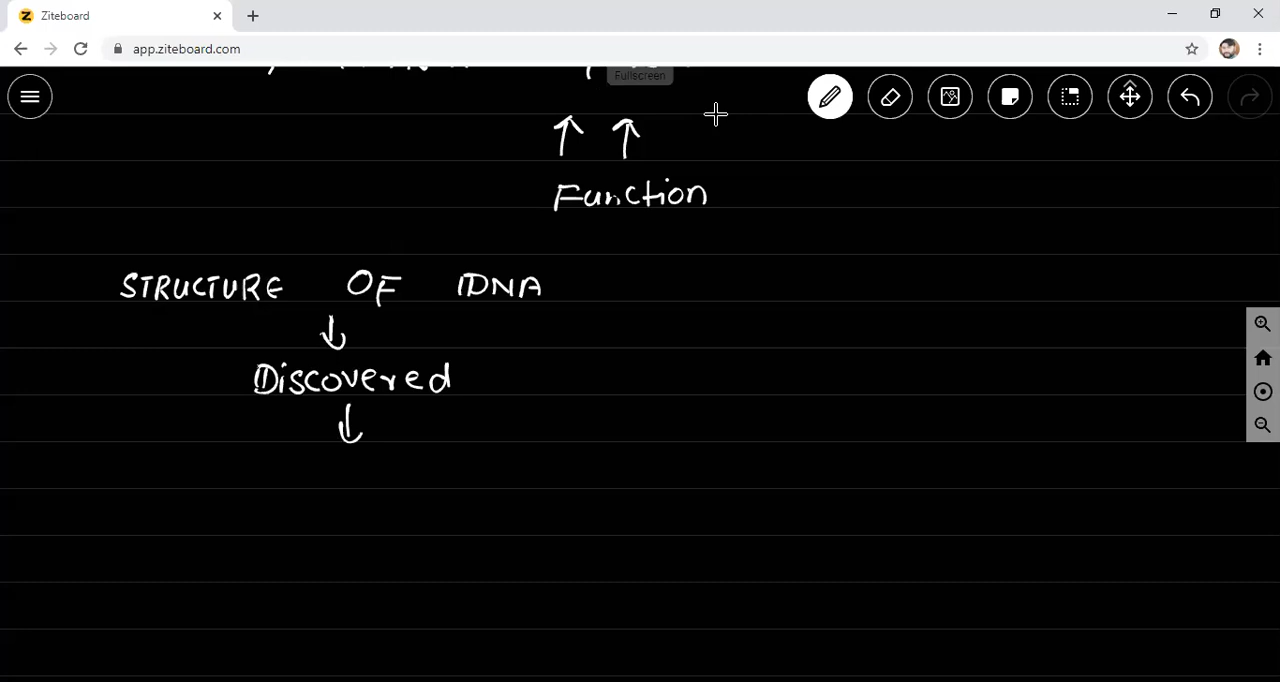 Ziteboard
app.ziteboard.com
Fullscreen
Function
STRUCTURE OF DNA
Discovered